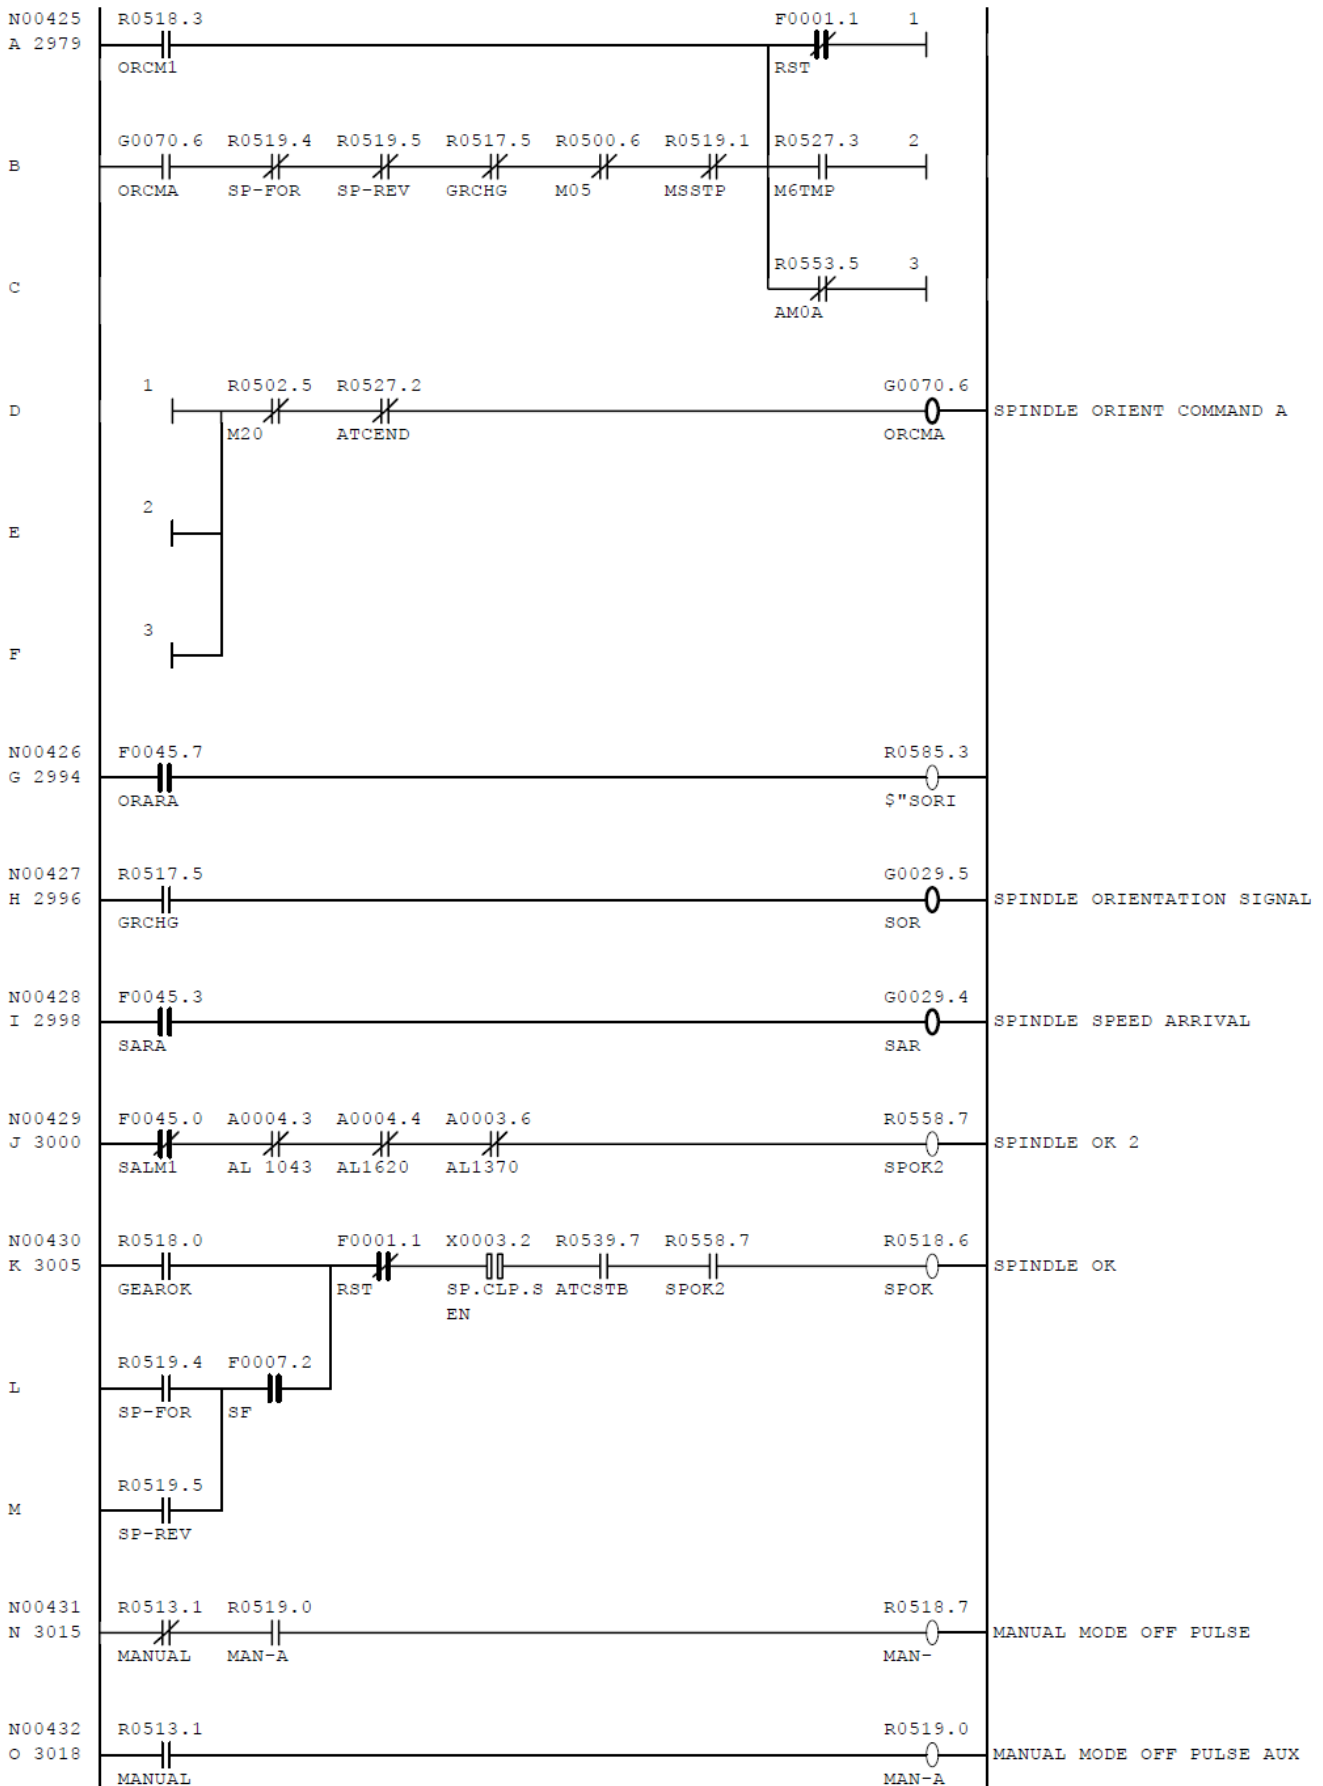 N00425 R0518.3 F0001.1 1
A 2979
ORCM1 RST
G0070.6 R0519.4 R0519.5 R0517.5 R0500.6 R0519.1 R0527.3 2
B
ORCMA SP-FOR SP-REV GRCHG M05 MSSTP M6TMP
R0553.5 3
C
AM0A
1 R0502.5 R0527.2 G0070.6
D SPINDLE ORIENT COMMAND A
M20 ATCEND ORCMA
2
E
3
F
N00426 F0045.7 R0585.3
G 2994
ORARA $"SORI
N00427 R0517.5 G0029.5
H 2996 SPINDLE ORIENTATION SIGNAL
GRCHG SOR
N00428 F0045.3 G0029.4
I 2998 SPINDLE SPEED ARRIVAL
SARA SAR
N00429 F0045.0 A0004.3 A0004.4 A0003.6 R0558.7
J 3000 SPINDLE OK 2
SALM1 AL 1043 AL1620 AL1370 SPOK2
N00430 R0518.0 F0001.1 X0003.2 R0539.7 R0558.7 R0518.6
K 3005 SPINDLE OK
GEAROK RST SP.CLP.S ATCSTB SPOK2 SPOK
EN
R0519.4 F0007.2
L
SP-FOR SF
R0519.5
M
SP-REV
N00431 R0513.1 R0519.0 R0518.7
N 3015 MANUAL MODE OFF PULSE
MANUAL MAN-A MAN-
N00432 R0513.1 R0519.0
O 3018 MANUAL MODE OFF PULSE AUX
MANUAL MAN-A